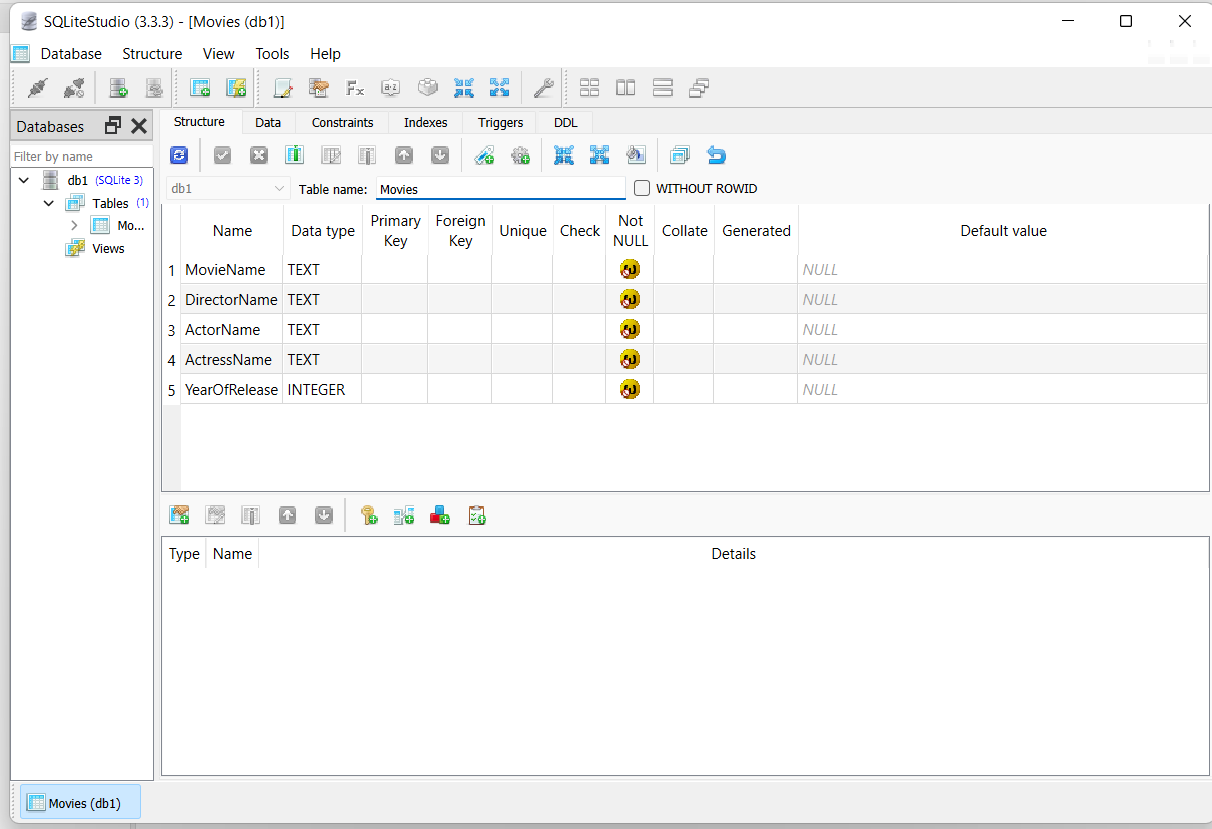 SQLiteStudio (3.3.3) - [Movies (db1)]
Database Structure View Tools Help
Databases
Filter by name
db1 (SQLite 3)
Tables (1)
Mo...
Views
Structure Data Constraints Indexes Triggers DDL
db1 Table name: Movies WITHOUT ROWID
Name Data type Primary Key Foreign Key Unique Check Not NULL Collate Generated Default value
1 MovieName TEXT NULL
2 DirectorName TEXT NULL
3 ActorName TEXT NULL
4 ActressName TEXT NULL
5 YearOfRelease INTEGER NULL
Type Name Details
Movies (db1)